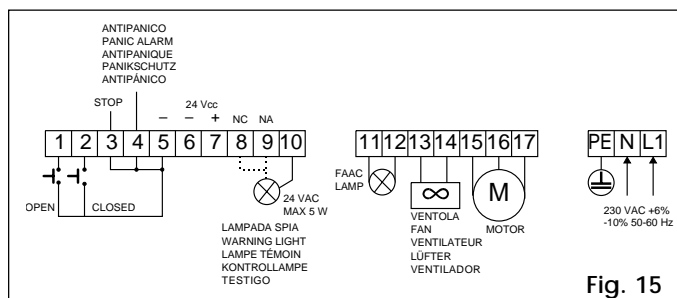 ANTIPANICO
PANIC ALARM
ANTIPANIQUE
PANIKSCHUTZ
ANTIPÁNICO
STOP
24 Vcc
– – + NC NA
1 2 3 4 5 6 7 8 9 10
11 12 13 14 15 16 17
PE N L1
OPEN
CLOSED
24 VAC
MAX 5 W
LAMPADA SPIA
WARNING LIGHT
LAMPE TÉMOIN
KONTROLLAMPE
TESTIGO
FAAC
LAMP
VENTOLA
FAN
VENTILATEUR
LÜFTER
VENTILADOR
M
MOTOR
230 VAC +6%
-10% 50-60 Hz
Fig. 15